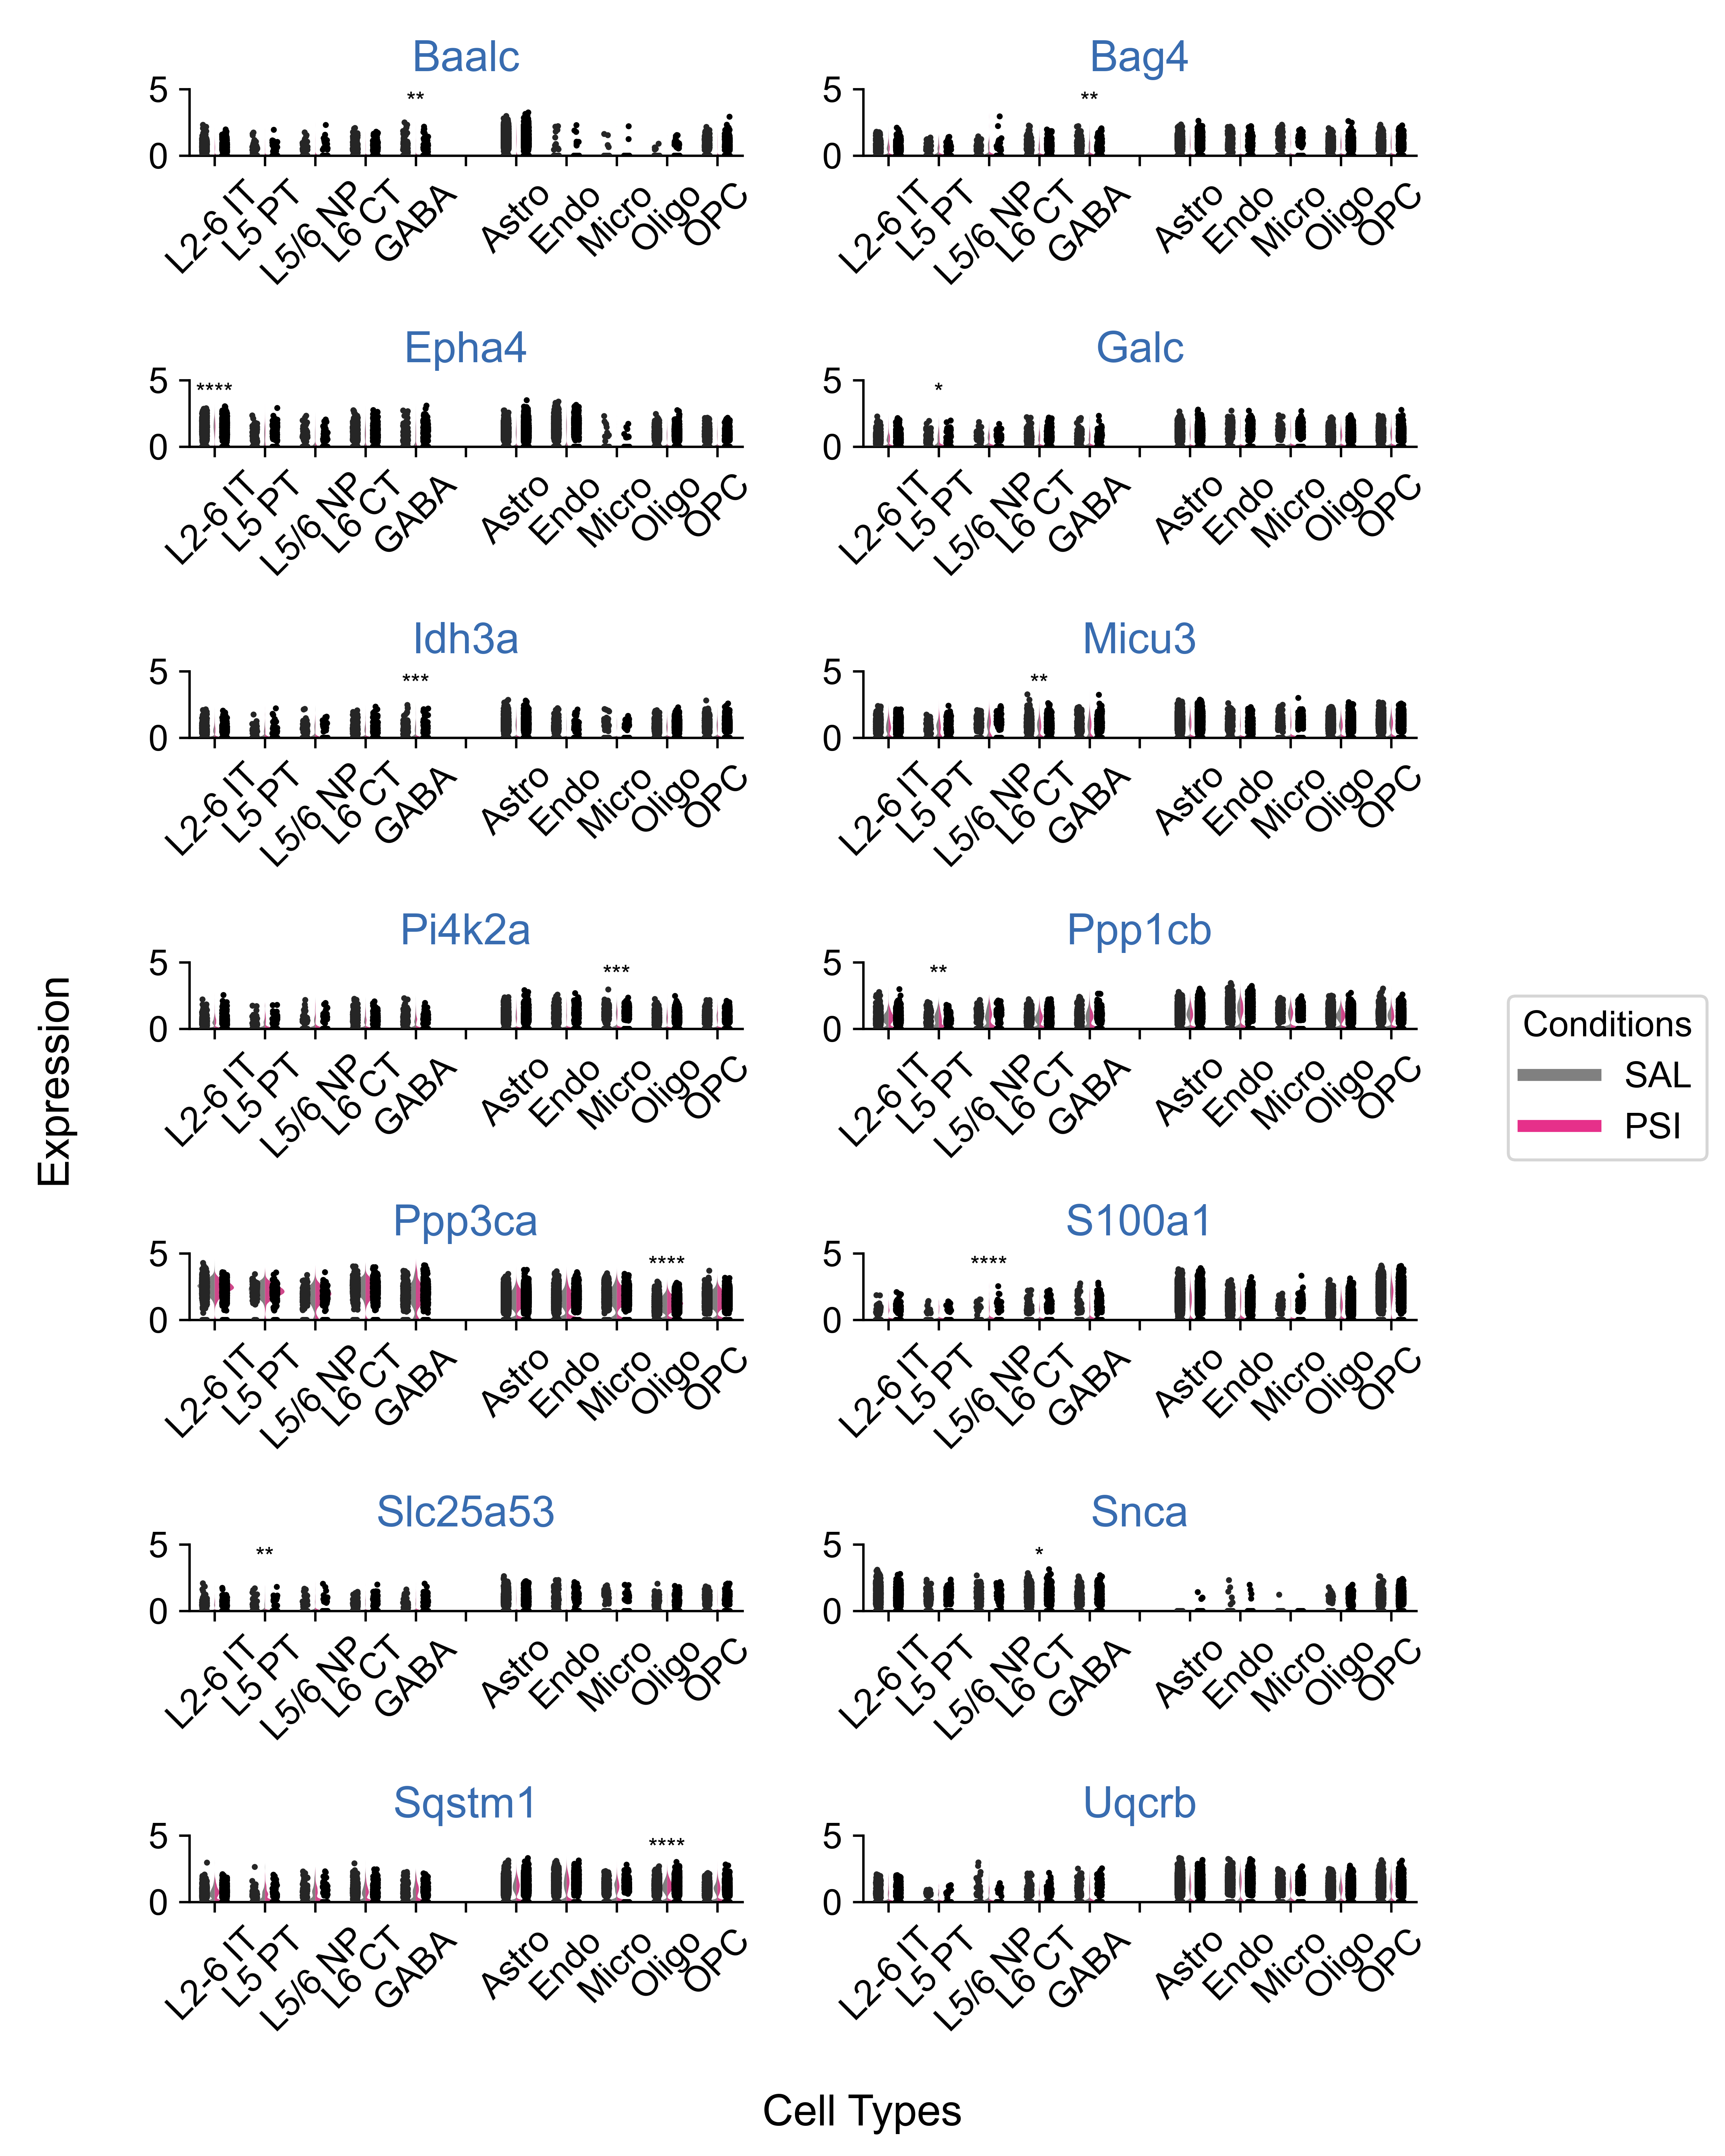 Baalc
5
**
0
L2-6 IT
L5 PT
L5/6 NP
L6 CT
GABA
Astro
Endo
Micro
Oligo
OPC
Bag4
5
**
0
L2-6 IT
L5 PT
L5/6 NP
L6 CT
GABA
Astro
Endo
Micro
Oligo
OPC
Epha4
5
****
0
L2-6 IT
L5 PT
L5/6 NP
L6 CT
GABA
Astro
Endo
Micro
Oligo
OPC
Galc
5
*
0
L2-6 IT
L5 PT
L5/6 NP
L6 CT
GABA
Astro
Endo
Micro
Oligo
OPC
Idh3a
5
***
0
L2-6 IT
L5 PT
L5/6 NP
L6 CT
GABA
Astro
Endo
Micro
Oligo
OPC
Micu3
5
**
0
L2-6 IT
L5 PT
L5/6 NP
L6 CT
GABA
Astro
Endo
Micro
Oligo
OPC
Pi4k2a
5
***
0
L2-6 IT
L5 PT
L5/6 NP
L6 CT
GABA
Astro
Endo
Micro
Oligo
OPC
Ppp1cb
5
**
0
L2-6 IT
L5 PT
L5/6 NP
L6 CT
GABA
Astro
Endo
Micro
Oligo
OPC
Expression
Conditions
SAL
PSI
Ppp3ca
5
****
0
L2-6 IT
L5 PT
L5/6 NP
L6 CT
GABA
Astro
Endo
Micro
Oligo
OPC
S100a1
5
****
0
L2-6 IT
L5 PT
L5/6 NP
L6 CT
GABA
Astro
Endo
Micro
Oligo
OPC
Slc25a53
5
**
0
L2-6 IT
L5 PT
L5/6 NP
L6 CT
GABA
Astro
Endo
Micro
Oligo
OPC
Snca
5
*
0
L2-6 IT
L5 PT
L5/6 NP
L6 CT
GABA
Astro
Endo
Micro
Oligo
OPC
Sqstm1
5
****
0
L2-6 IT
L5 PT
L5/6 NP
L6 CT
GABA
Astro
Endo
Micro
Oligo
OPC
Uqcrb
5
0
L2-6 IT
L5 PT
L5/6 NP
L6 CT
GABA
Astro
Endo
Micro
Oligo
OPC
Cell Types